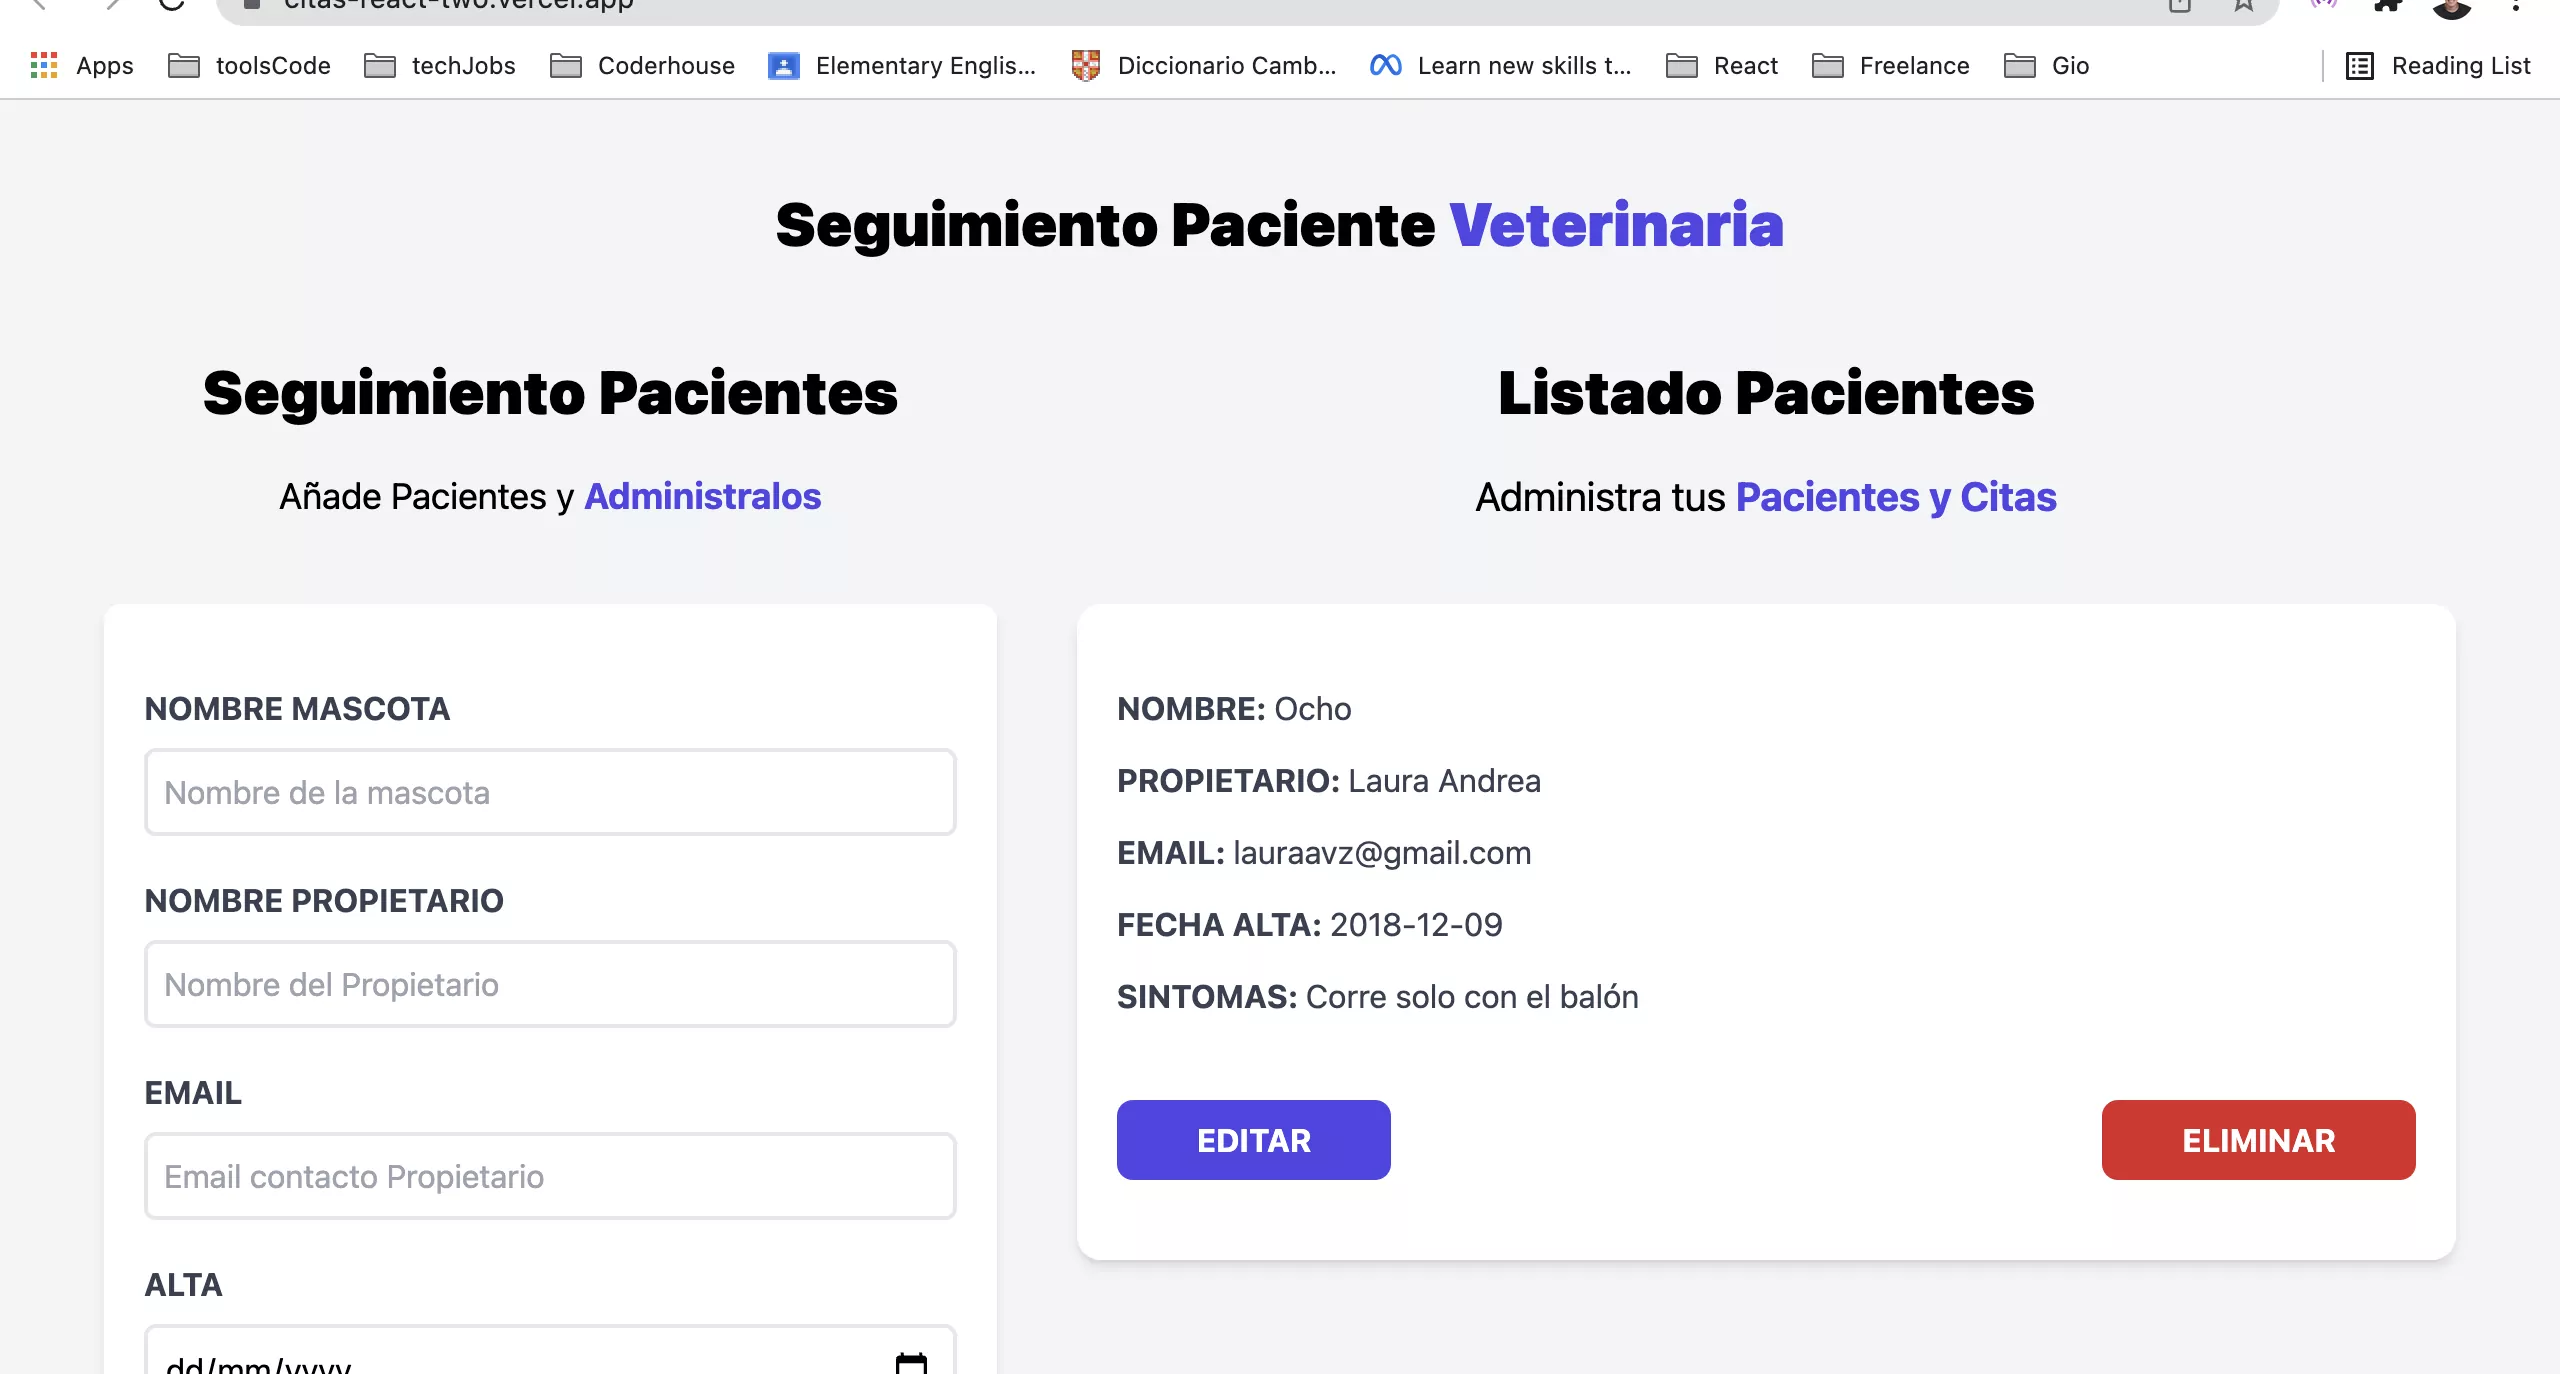 citas-react-two.vercel.app
Apps toolsCode techJobs Coderhouse Elementary Englis... Diccionario Camb... Learn new skills t... React Freelance Gio Reading List
Seguimiento Paciente Veterinaria
Seguimiento Pacientes
Añade Pacientes y Administralos
NOMBRE MASCOTA
Nombre de la mascota
NOMBRE PROPIETARIO
Nombre del Propietario
EMAIL
Email contacto Propietario
ALTA
dd/mm/yyyy
Listado Pacientes
Administra tus Pacientes y Citas
NOMBRE: Ocho
PROPIETARIO: Laura Andrea
EMAIL: lauraavz@gmail.com
FECHA ALTA: 2018-12-09
SINTOMAS: Corre solo con el balón
EDITAR
ELIMINAR